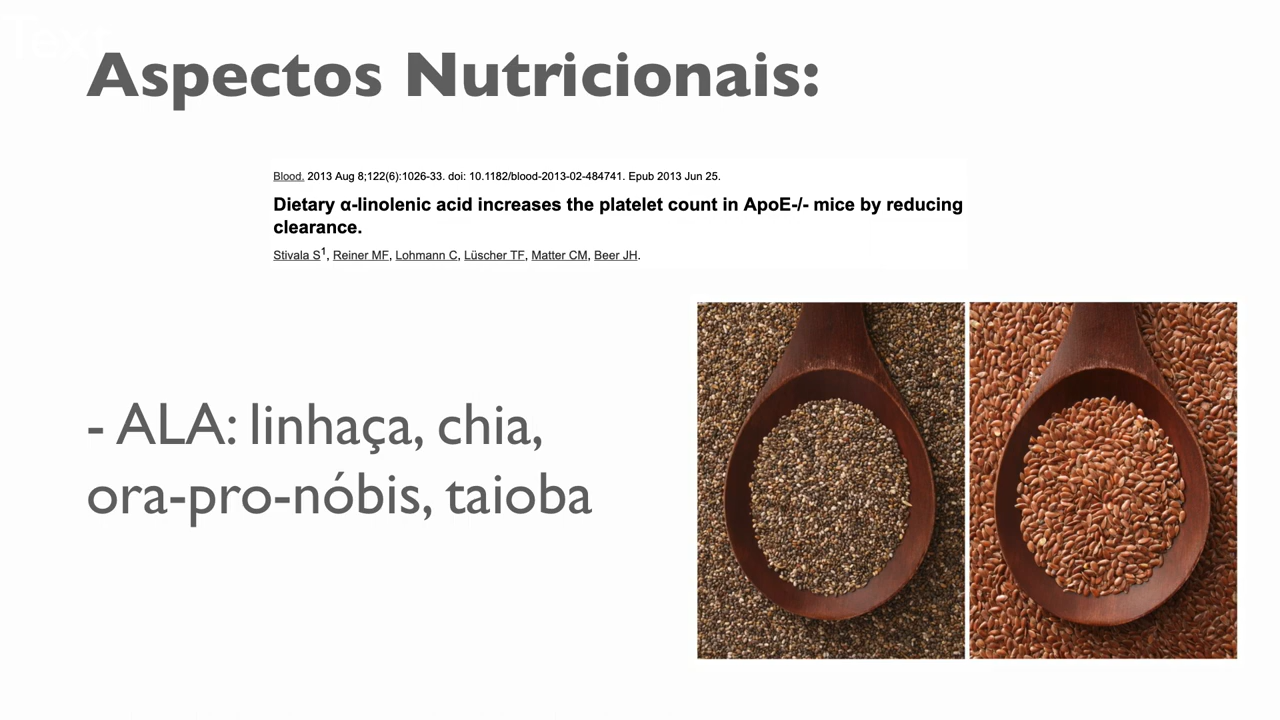 Text
Aspectos Nutricionais:
Blood. 2013 Aug 8;122(6):1026-33. doi: 10.1182/blood-2013-02-484741. Epub 2013 Jun 25.
Dietary α-linolenic acid increases the platelet count in ApoE-/- mice by reducing
clearance.
Stivala S1, Reiner MF, Lohmann C, Lüscher TF, Matter CM, Beer JH.
- ALA: linhaça, chia,
ora-pro-nóbis, taioba